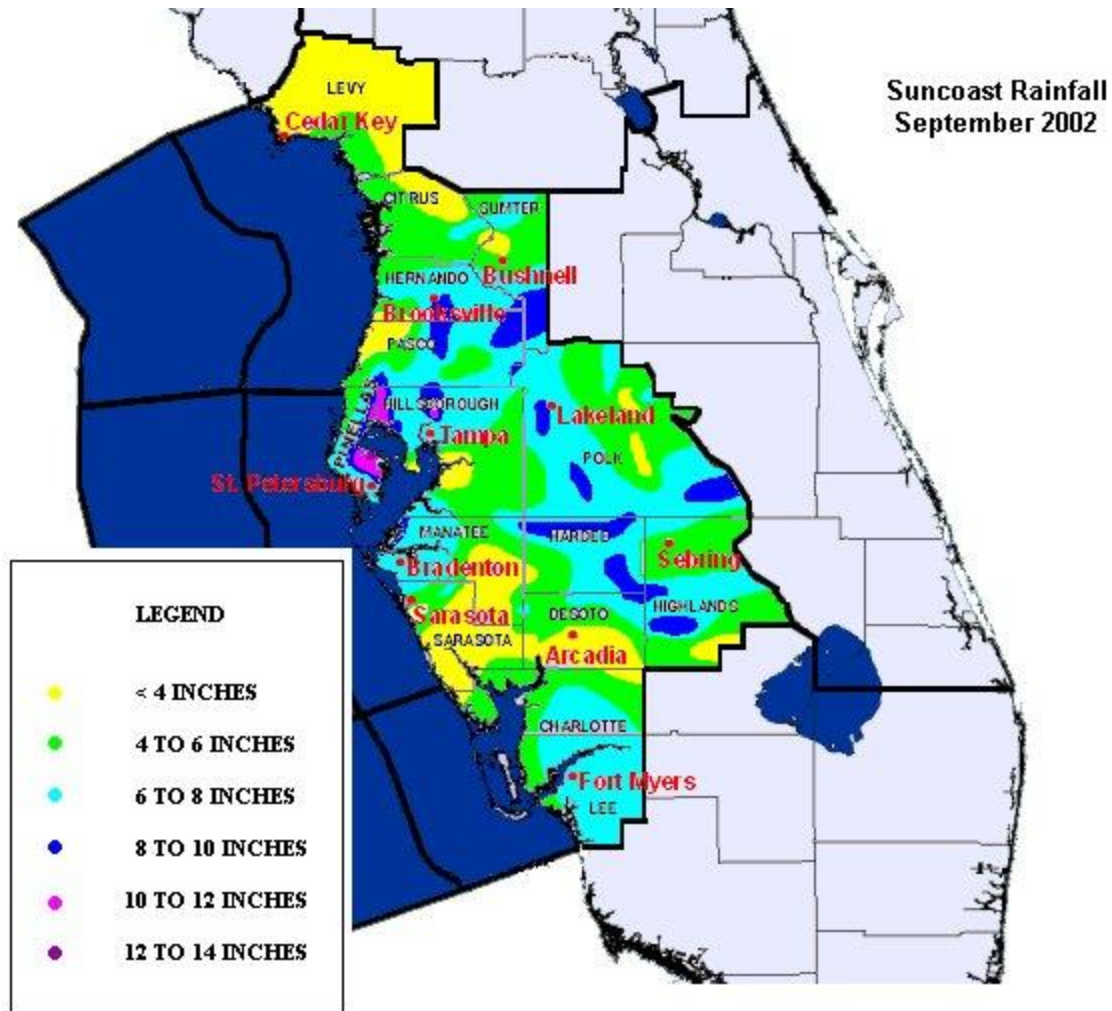 Suncoast Rainfall
September 2002
LEVY
Cedar Key
CITRUS
SUMTER
Bushnell
HERNANDO
Brooksville
PASCO
HILLSBOROUGH
PINELLAS
Lakeland
Tampa
POLK
St. Petersburg
MANATEE
HARDEE
Sebring
Bradenton
HIGHLANDS
Sarasota
DESOTO
SARASOTA
Arcadia
CHARLOTTE
Fort Myers
LEE
LEGEND
< 4 INCHES
4 TO 6 INCHES
6 TO 8 INCHES
8 TO 10 INCHES
10 TO 12 INCHES
12 TO 14 INCHES